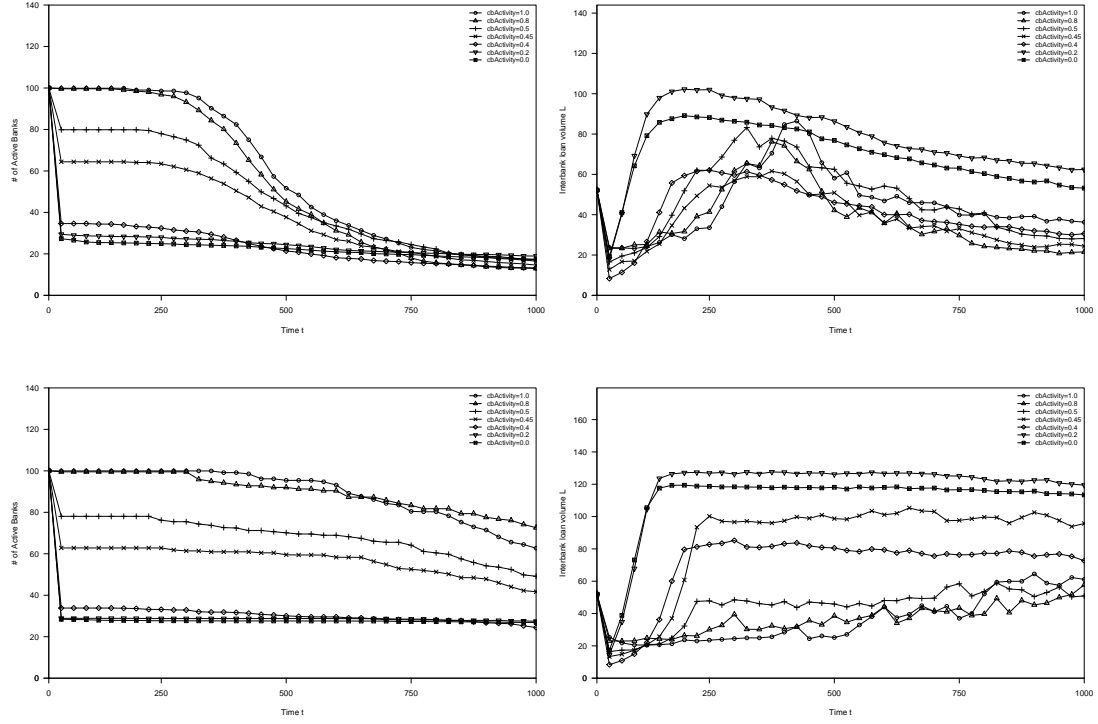 140
120
100
80
60
40
20
0
0
250
500
750
1000
# of Active Banks
Time t
cbActivity=1.0
cbActivity=0.8
cbActivity=0.5
cbActivity=0.45
cbActivity=0.4
cbActivity=0.2
cbActivity=0.0
140
120
100
80
60
40
20
0
0
250
500
750
1000
Interbank loan volume L
Time t
cbActivity=1.0
cbActivity=0.8
cbActivity=0.5
cbActivity=0.45
cbActivity=0.4
cbActivity=0.2
cbActivity=0.0
140
120
100
80
60
40
20
0
0
250
500
750
1000
# of Active Banks
Time t
cbActivity=1.0
cbActivity=0.8
cbActivity=0.5
cbActivity=0.45
cbActivity=0.4
cbActivity=0.2
cbActivity=0.0
160
140
120
100
80
60
40
20
0
0
250
500
750
1000
Interbank loan volume L
Time t
cbActivity=1.0
cbActivity=0.8
cbActivity=0.5
cbActivity=0.45
cbActivity=0.4
cbActivity=0.2
cbActivity=0.0